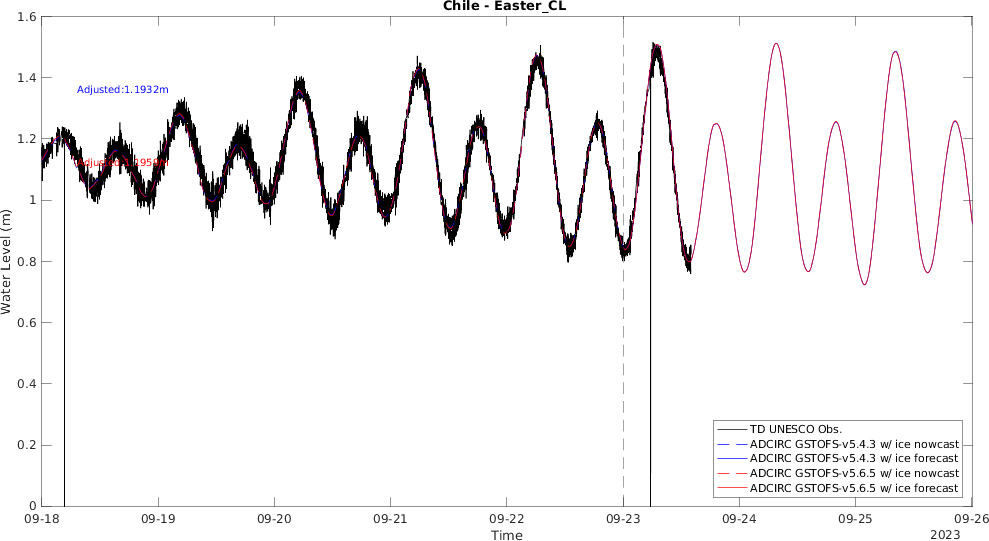 Chile - Easter_CL
Water Level (m)
1.6
1.4
1.2
1
0.8
0.6
0.4
0.2
0
Adjusted:1.1932m
09-18
09-19
09-20
09-21
09-22
09-23
09-24
09-25
09-26
Time
2023
TD UNESCO Obs.
ADCIRC GSTOFS-v5.4.3 w/ ice nowcast
ADCIRC GSTOFS-v5.4.3 w/ ice forecast
ADCIRC GSTOFS-v5.6.5 w/ ice nowcast
ADCIRC GSTOFS-v5.6.5 w/ ice forecast